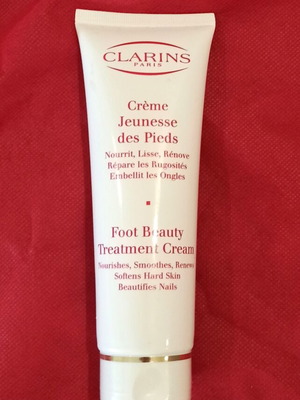 CLARINS
PARIS
Crème
Jeunesse
des Pieds
Nourrit, Lisse, Rénove
Répare les Rugosités
Embellit les Ongles
Foot Beauty
Treatment Cream
Nourishes, Smoothes, Renews
Softens Hard Skin
Beautifies Nails